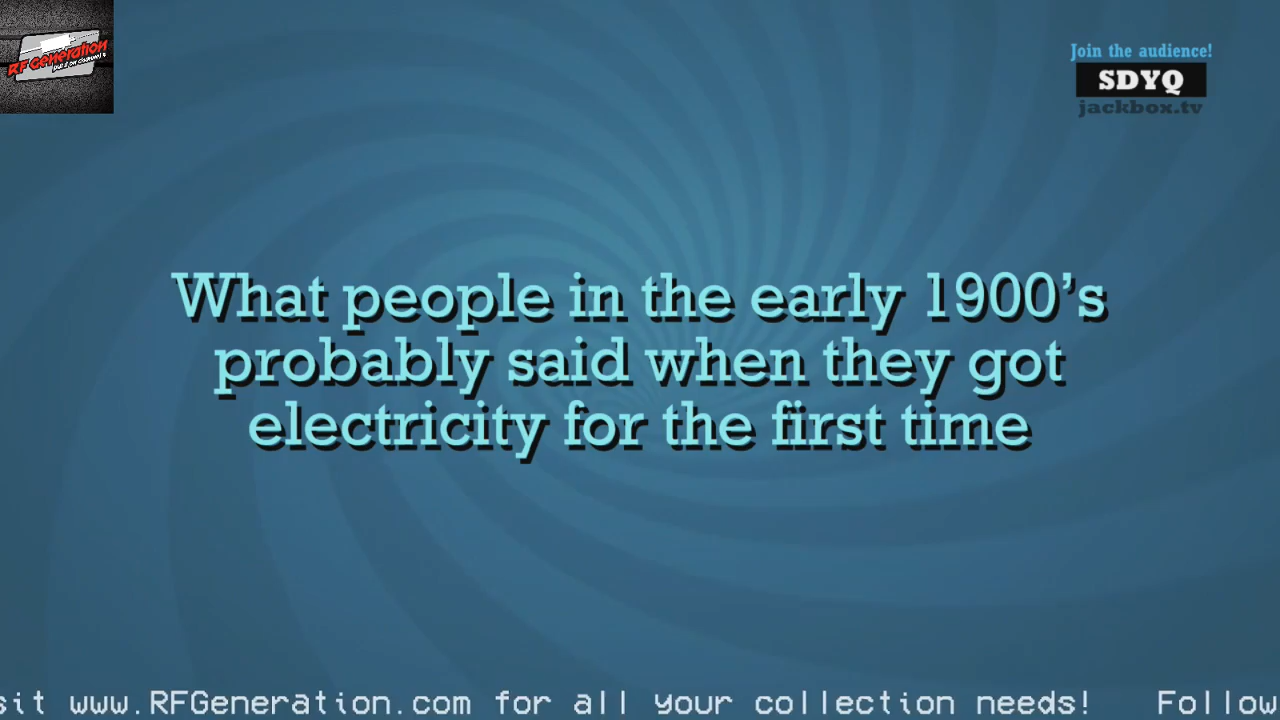 RF Generation
Join the audience!
SDYQ
jackbox.tv
What people in the early 1900's
probably said when they got
electricity for the first time
sit www.RFGeneration.com for all your collection needs! Follow